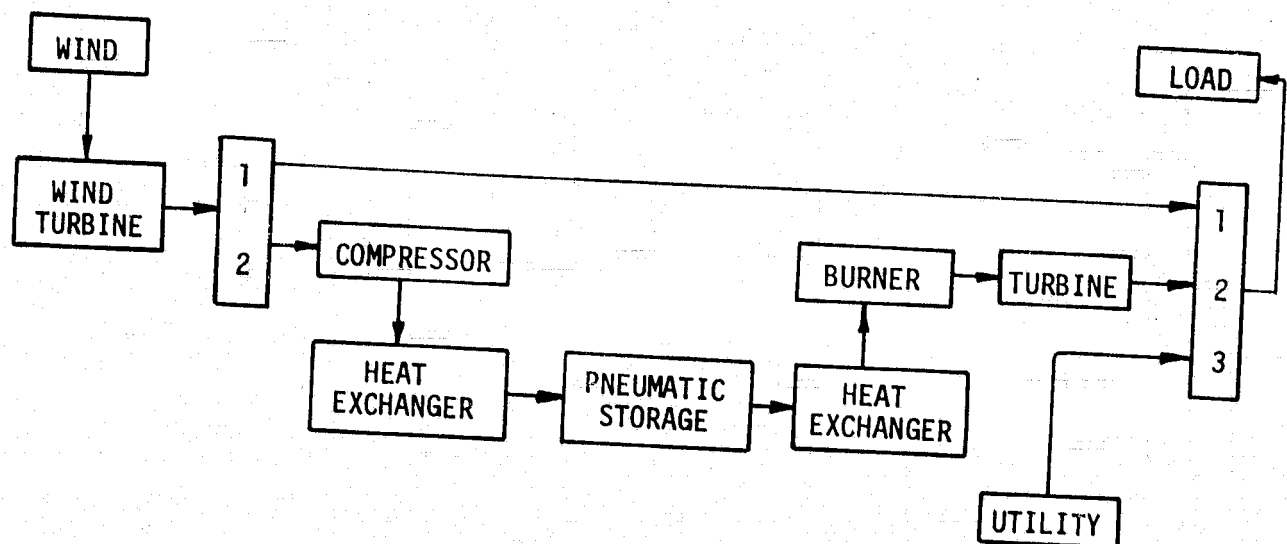 WIND
LOAD
WIND
TURBINE
1
2
COMPRESSOR
HEAT
EXCHANGER
PNEUMATIC
STORAGE
HEAT
EXCHANGER
BURNER
TURBINE
1
2
3
UTILITY